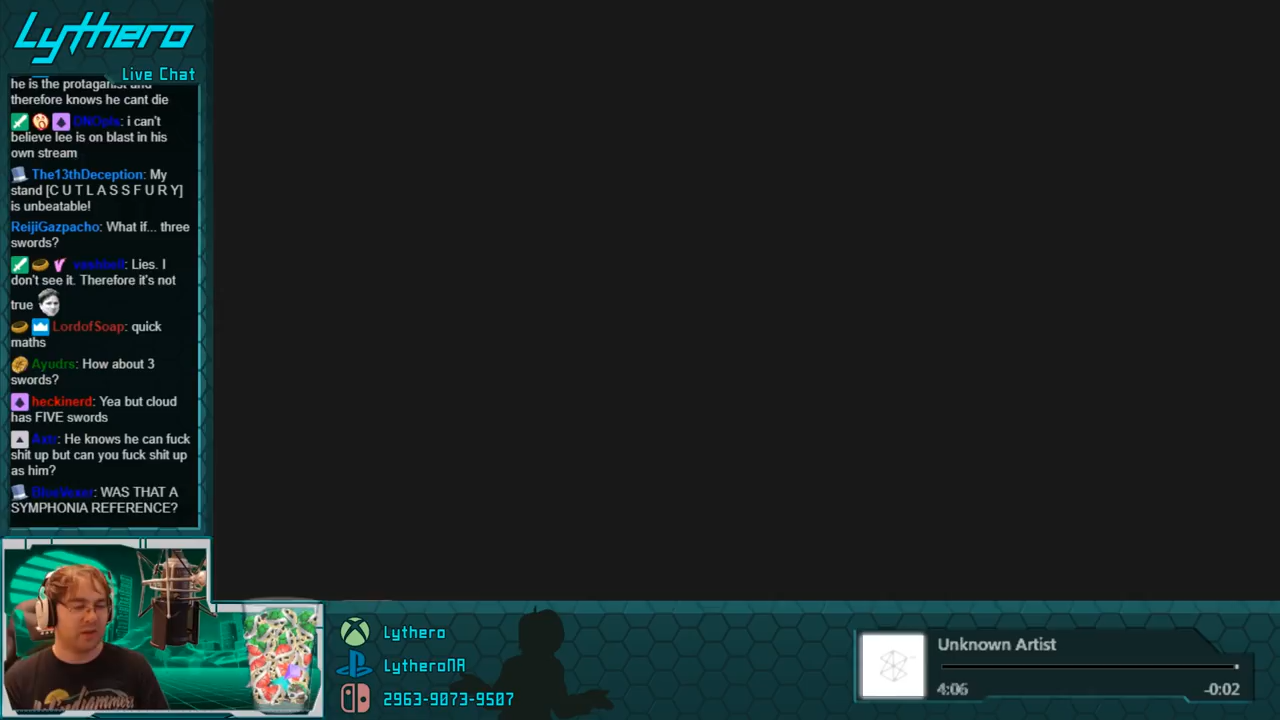 Lythero
Live Chat
he is the protaganist and
therefore knows he cant die
: i can't
believe lee is on blast in his
own stream
The13thDeception: My
stand [C U T L A S S F U R Y]
is unbeatable!
ReijiGazpacho: What if... three
swords?
: Lies. I
don't see it. Therefore it's not
true
LordofSoap: quick
maths
Ayudrs: How about 3
swords?
heckinerd: Yea but cloud
has FIVE swords
: He knows he can fuck
shit up but can you fuck shit up
as him?
: WAS THAT A
SYMPHONIA REFERENCE?
Lythero
LytheroNA
2963-9073-9507
Unknown Artist
4:06
-0:02